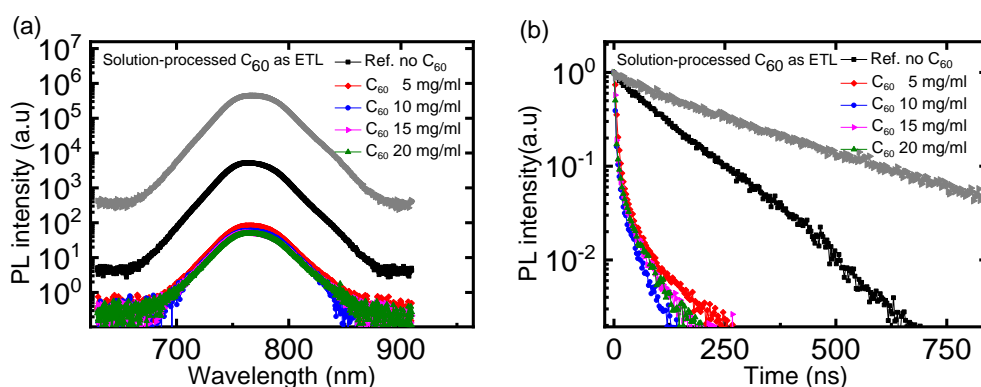 (a)
Solution-processed C60 as ETL
Ref. no C60
C60 5 mg/ml
C60 10 mg/ml
C60 15 mg/ml
C60 20 mg/ml
PL intensity (a.u)
10^7
10^6
10^5
10^4
10^3
10^2
10^1
10^0
700 800 900
Wavelength (nm)
(b)
Solution-processed C60 as ETL
Ref. no C60
C60 5 mg/ml
C60 10 mg/ml
C60 15 mg/ml
C60 20 mg/ml
PL intensity(a.u)
10^0
10^-1
10^-2
0 250 500 750
Time (ns)